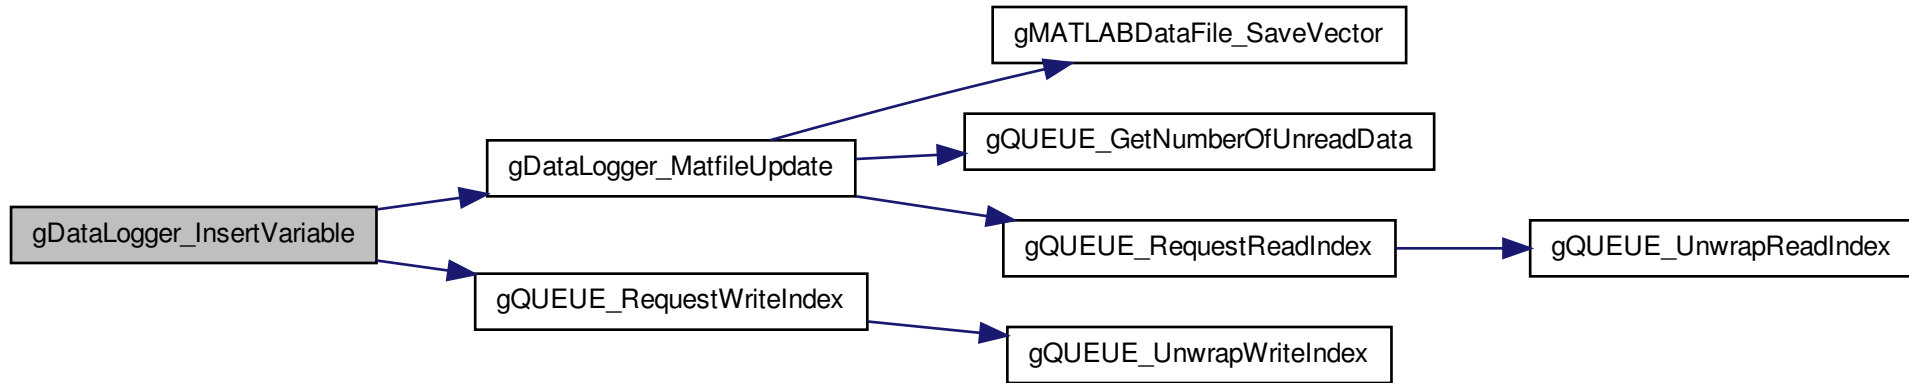 gMATLABDataFile_SaveVector
gQUEUE_GetNumberOfUnreadData
gDataLogger_MatfileUpdate
gDataLogger_InsertVariable
gQUEUE_RequestReadIndex
gQUEUE_UnwrapReadIndex
gQUEUE_RequestWriteIndex
gQUEUE_UnwrapWriteIndex